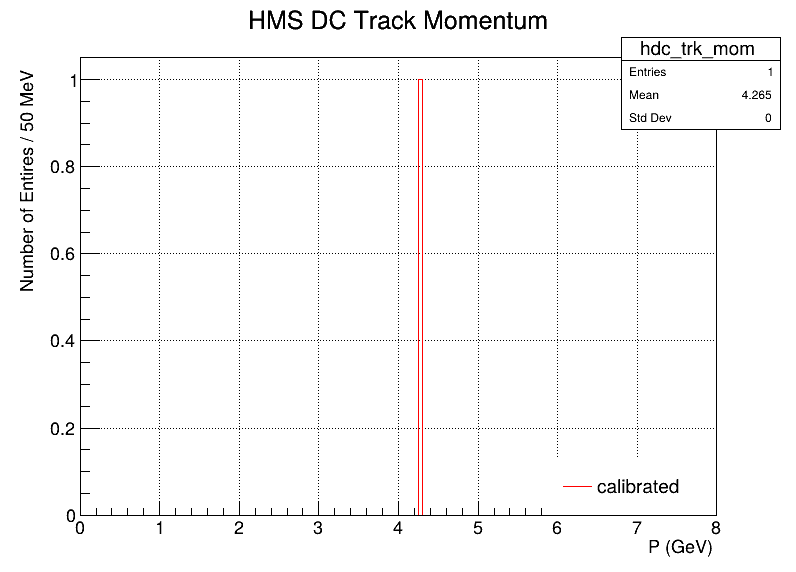 HMS DC Track Momentum
hdc_trk_mom
Entries 1
Mean 4.265
Std Dev 0
Number of Entires / 50 MeV
1
0.8
0.6
0.4
0.2
0
calibrated
0 1 2 3 4 5 6 7 8
P (GeV)